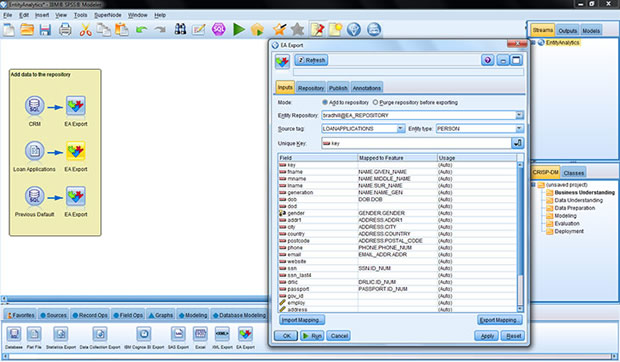 EntityAnalytics* - IBM® SPSS® Modeler
File Edit Insert View Tools SuperNode Window Help
Add data to the repository
CRM EA Export
Loan Applications EA Export
Previous Default EA Export
EA Export
Refresh
Inputs Repository Publish Annotations
Mode: Add to repository Purge repository before exporting
Entity Repository: bradhill@EA_REPOSITORY
Source tag: LOANAPPLICATIONS Entity type: PERSON
Unique Key: key
Field Mapped to Feature Usage
key (Auto)
fname NAME.GIVEN_NAME (Auto)
mname NAME.MIDDLE_NAME (Auto)
lname NAME.SUR_NAME (Auto)
generation NAME.NAME_GEN (Auto)
dob DOB.DOB (Auto)
dod (Auto)
gender GENDER.GENDER (Auto)
addr1 ADDRESS.ADDR1 (Auto)
city ADDRESS.CITY (Auto)
country ADDRESS.COUNTRY (Auto)
postcode ADDRESS.POSTAL_CODE (Auto)
phone PHONE.PHONE_NUM (Auto)
email EMAIL_ADDR.ADDR (Auto)
website (Auto)
ssn SSN.ID_NUM (Auto)
ssn_last4 (Auto)
drlic DRLIC.ID_NUM (Auto)
passport PASSPORT.ID_NUM (Auto)
gov_id (Auto)
employ (Auto)
address (Auto)
Import Mapping... Export Mapping...
OK Run Cancel Apply Reset
Streams Outputs Models
EntityAnalytics
CRISP-DM Classes
(unsaved project)
Business Understanding
Data Understanding
Data Preparation
Modeling
Evaluation
Deployment
Favorites Sources Record Ops Field Ops Graphs Modeling Database Modeling
Database Flat File Statistics Export Data Collection Export IBM Cognos BI Export SAS Export Excel XML Export EA Export